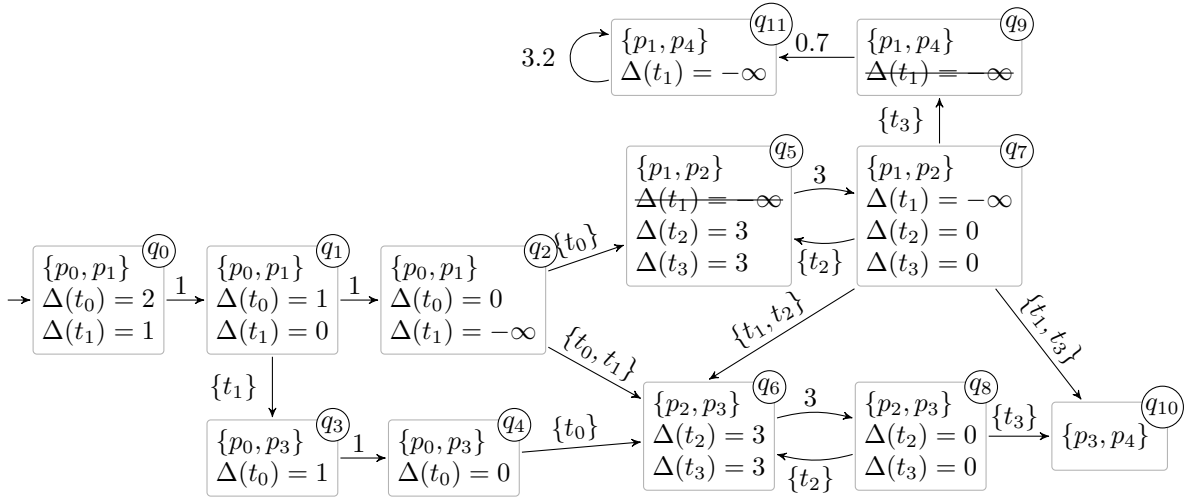 q₁₁
{p₁, p₄}
Δ(t₁) = −∞
3.2
0.7
q₉
{p₁, p₄}
Δ(t₁) = −∞
{t₃}
q₅
{p₁, p₂}
Δ(t₁) = −∞
Δ(t₂) = 3
Δ(t₃) = 3
3
{t₂}
q₇
{p₁, p₂}
Δ(t₁) = −∞
Δ(t₂) = 0
Δ(t₃) = 0
q₀
{p₀, p₁}
Δ(t₀) = 2
Δ(t₁) = 1
1
q₁
{p₀, p₁}
Δ(t₀) = 1
Δ(t₁) = 0
1
q₂
{p₀, p₁}
Δ(t₀) = 0
Δ(t₁) = −∞
{t₀}
{t₀, t₁}
{t₁, t₂}
{t₁, t₃}
{t₁}
q₃
{p₀, p₃}
Δ(t₀) = 1
1
q₄
{p₀, p₃}
Δ(t₀) = 0
{t₀}
q₆
{p₂, p₃}
Δ(t₂) = 3
Δ(t₃) = 3
3
{t₂}
q₈
{p₂, p₃}
Δ(t₂) = 0
Δ(t₃) = 0
{t₃}
q₁₀
{p₃, p₄}